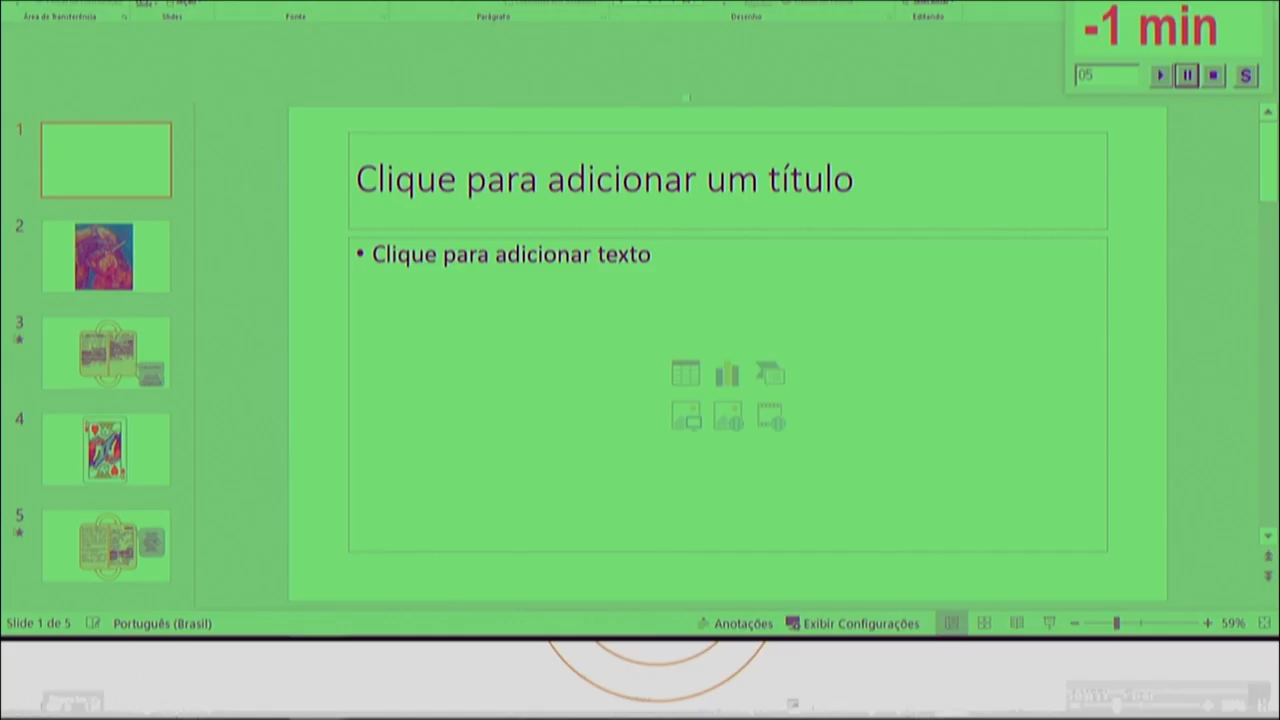 Área de Transferência
Slides
Fonte
Parágrafo
Desenho
Editando
-1 min
05
S
1
2
3
4
5
Clique para adicionar um título
• Clique para adicionar texto
Slide 1 de 5
Português (Brasil)
Anotações
Exibir Configurações
59%